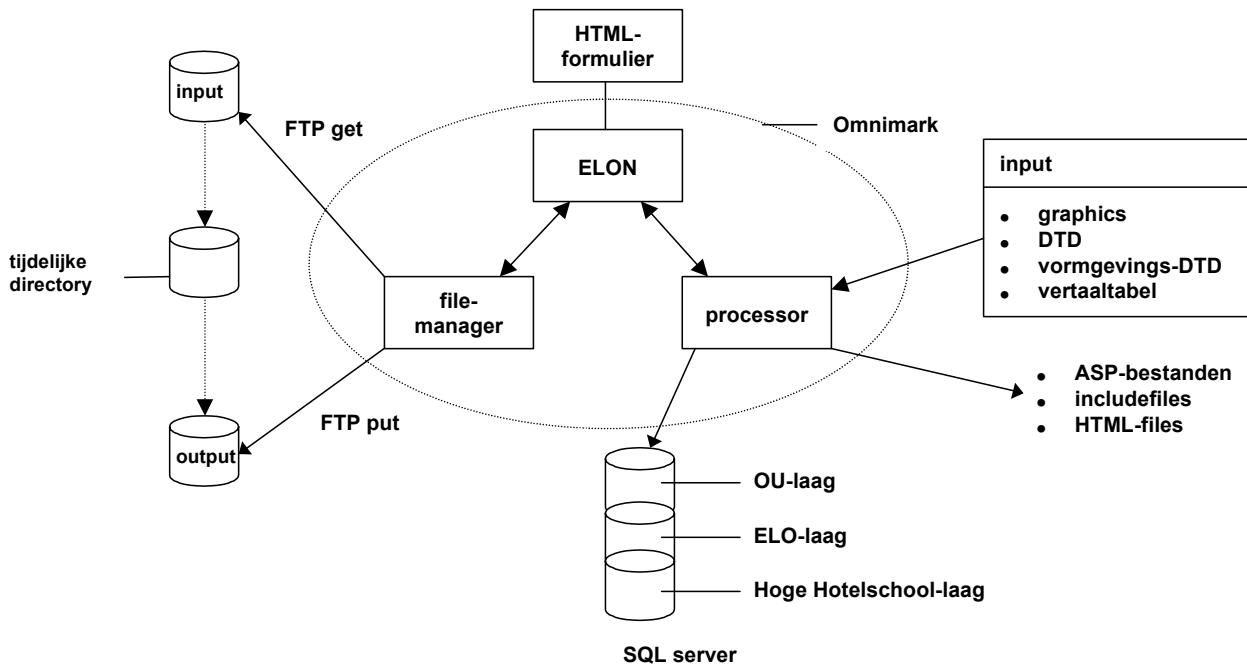 HTML-
formulier
input
FTP get
Omnimark
ELON
input
• graphics
• DTD
• vormgevings-DTD
• vertaaltabel
tijdelijke
directory
file-
manager
processor
• ASP-bestanden
• includefiles
• HTML-files
FTP put
output
OU-laag
ELO-laag
Hoge Hotelschool-laag
SQL server